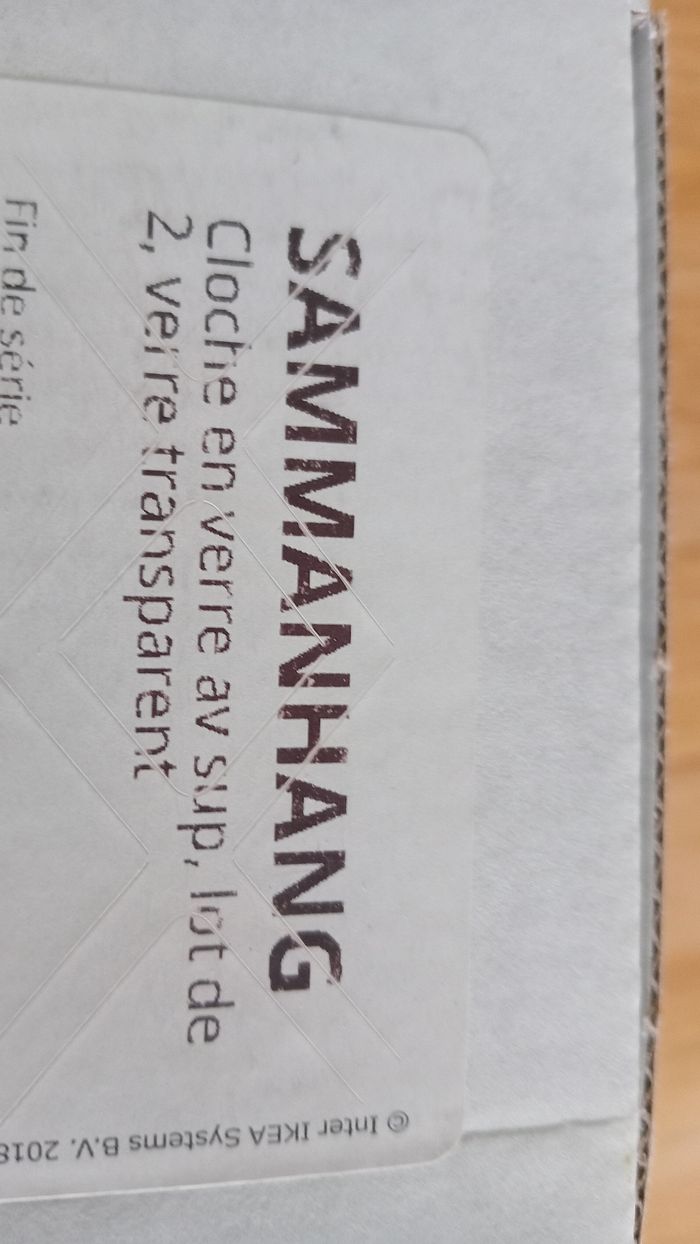 SAMMANHANG
Cloche en verre av sup, lot de
2, verre transparent
Fin de série
© Inter IKEA Systems B.V. 2018